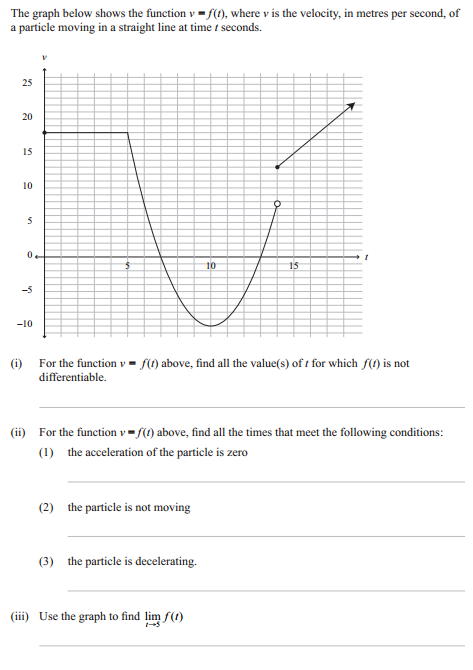 The graph below shows the function v = f(t), where v is the velocity, in metres per second, of
a particle moving in a straight line at time t seconds.
v
25
20
15
10
5
0
5
10
15
t
–5
–10
(i) For the function v = f(t) above, find all the value(s) of t for which f(t) is not
differentiable.
(ii) For the function v = f(t) above, find all the times that meet the following conditions:
(1) the acceleration of the particle is zero
(2) the particle is not moving
(3) the particle is decelerating.
(iii) Use the graph to find lim f(t)
t→5